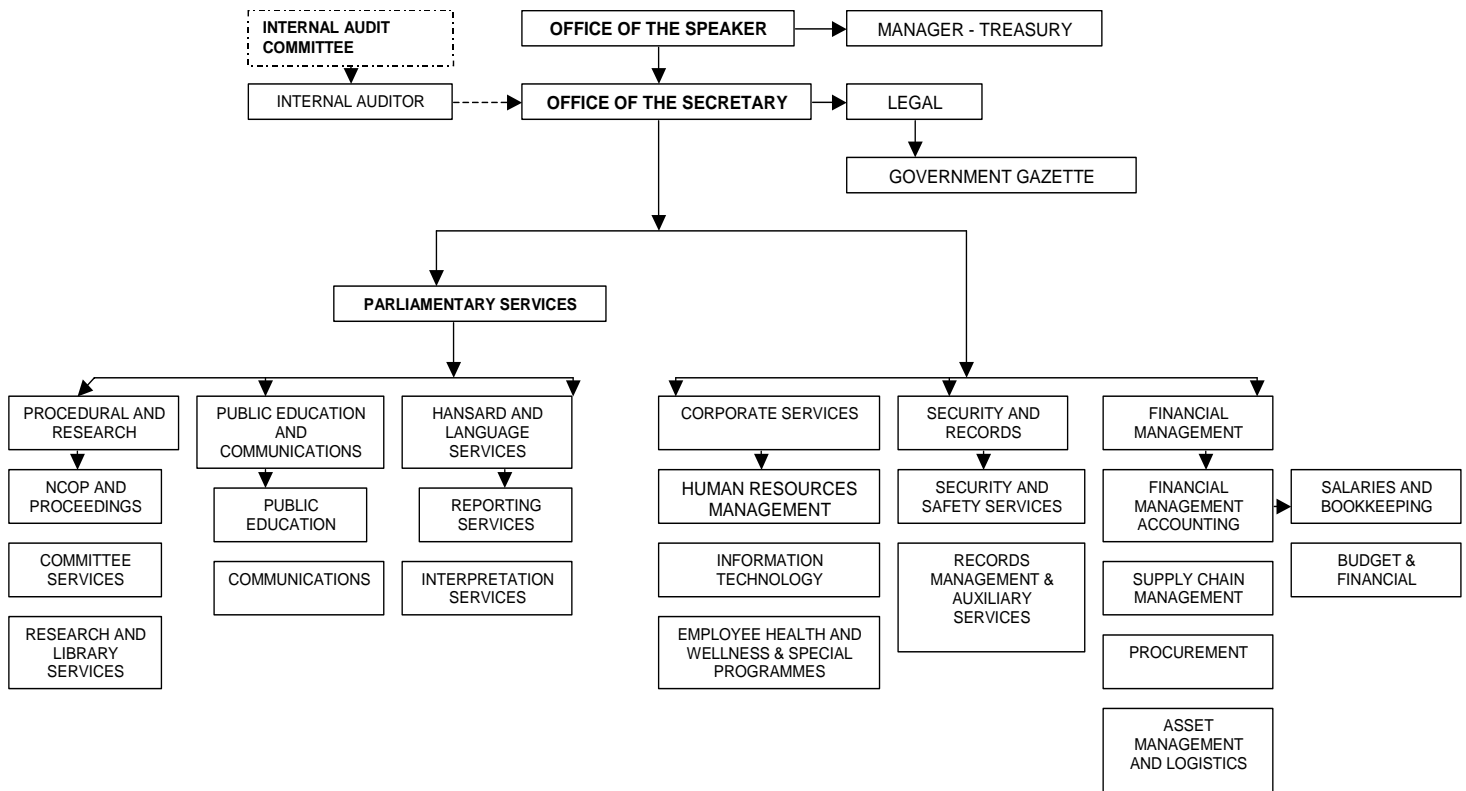 INTERNAL AUDIT
COMMITTEE
OFFICE OF THE SPEAKER
MANAGER - TREASURY
INTERNAL AUDITOR
OFFICE OF THE SECRETARY
LEGAL
GOVERNMENT GAZETTE
PARLIAMENTARY SERVICES
PROCEDURAL AND
RESEARCH
PUBLIC EDUCATION
AND
COMMUNICATIONS
HANSARD AND
LANGUAGE
SERVICES
CORPORATE SERVICES
SECURITY AND
RECORDS
FINANCIAL
MANAGEMENT
NCOP AND
PROCEEDINGS
PUBLIC
EDUCATION
REPORTING
SERVICES
HUMAN RESOURCES
MANAGEMENT
SECURITY AND
SAFETY SERVICES
FINANCIAL
MANAGEMENT
ACCOUNTING
SALARIES AND
BOOKKEEPING
COMMITTEE
SERVICES
COMMUNICATIONS
INTERPRETATION
SERVICES
INFORMATION
TECHNOLOGY
RECORDS
MANAGEMENT &
AUXILIARY
SERVICES
SUPPLY CHAIN
MANAGEMENT
BUDGET &
FINANCIAL
RESEARCH AND
LIBRARY
SERVICES
EMPLOYEE HEALTH AND
WELLNESS & SPECIAL
PROGRAMMES
PROCUREMENT
ASSET
MANAGEMENT
AND LOGISTICS